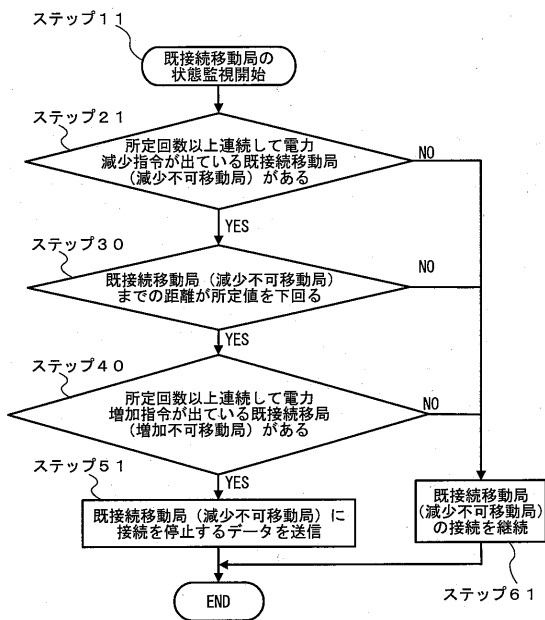 ステップ11
既接続移動局の
状態監視開始
ステップ21
所定回数以上連続して電力
減少指令が出ている既接続移動局
(減少不可移動局)がある
NO
YES
ステップ30
既接続移動局(減少不可移動局)
までの距離が所定値を下回る
NO
YES
ステップ40
所定回数以上連続して電力
増加指令が出ている既接続移局
(増加不可移動局)がある
NO
YES
ステップ51
既接続移動局(減少不可移動局)に
接続を停止するデータを送信
既接続移動局
(減少不可移動局)
の接続を継続
ステップ61
END